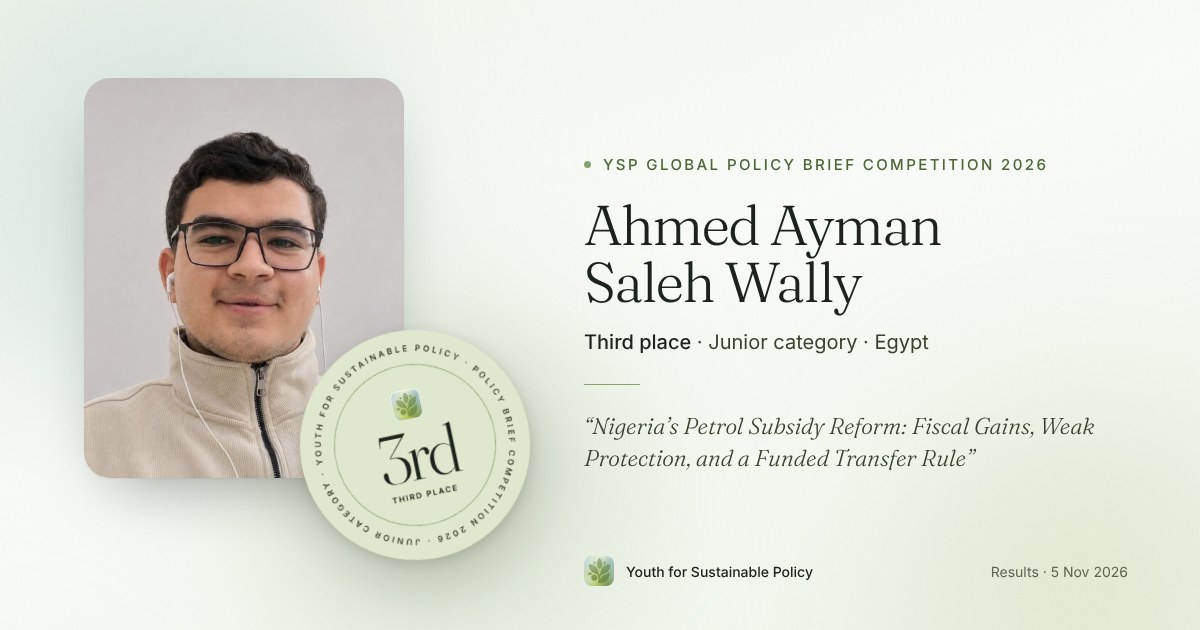 YSP GLOBAL POLICY BRIEF COMPETITION 2026
Ahmed Ayman
Saleh Wally
Third place · Junior category · Egypt
“Nigeria’s Petrol Subsidy Reform: Fiscal Gains, Weak
Protection, and a Funded Transfer Rule”
YOUTH FOR SUSTAINABLE POLICY · POLICY BRIEF COMPETITION 2026 · JUNIOR CATEGORY ·
3rd
THIRD PLACE
Youth for Sustainable Policy
Results · 5 Nov 2026